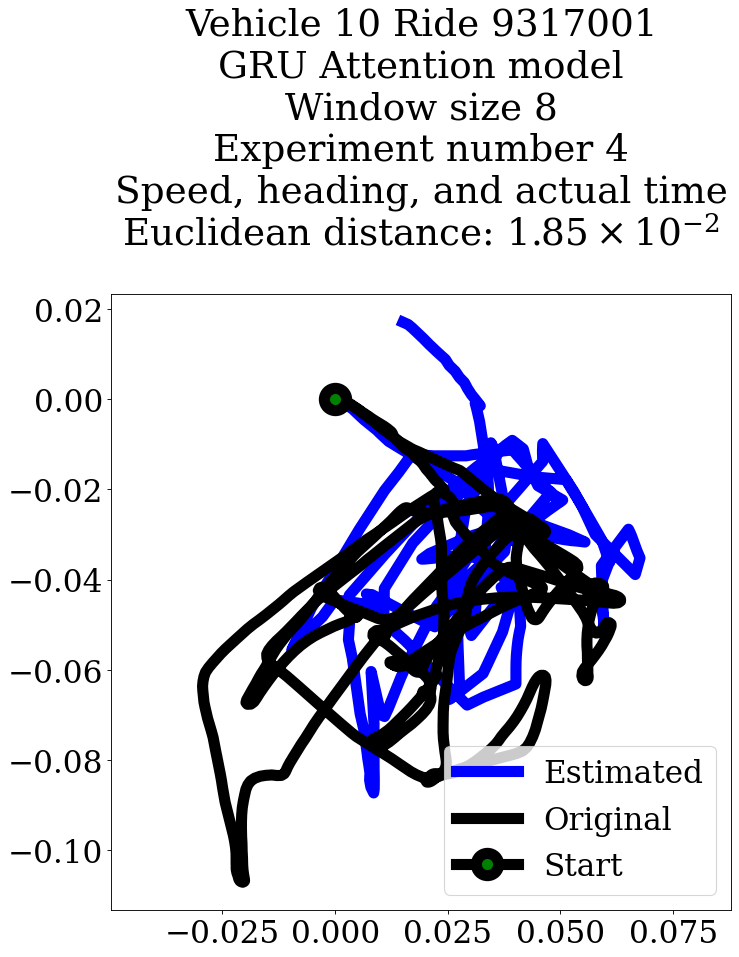 Vehicle 10 Ride 9317001
GRU Attention model
Window size 8
Experiment number 4
Speed, heading, and actual time
Euclidean distance: 1.85 × 10⁻²
0.02
0.00
−0.02
−0.04
−0.06
−0.08
−0.10
Estimated
Original
Start
−0.025 0.000 0.025 0.050 0.075